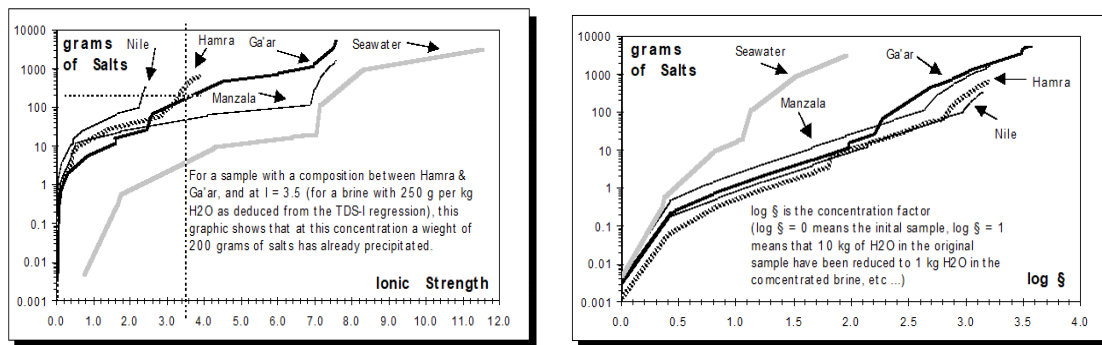 grams
of Salts
Nile
Hamra
Ga'ar
Seawater
Manzala
For a sample with a composition between Hamra &
Ga'ar, and at I = 3.5 (for a brine with 250 g per kg
H2O as deduced from the TDS-I regression), this
graphic shows that at this concentration a wieght of
200 grams of salts has already precipitated.
Ionic Strength
10000
1000
100
10
1
0.1
0.01
0.001
0.0 1.0 2.0 3.0 4.0 5.0 6.0 7.0 8.0 9.0 10.0 11.0 12.0
grams
of Salts
Seawater
Ga'ar
Manzala
Hamra
Nile
log § is the concentration factor
(log § = 0 means the inital sample, log § = 1
means that 10 kg of H2O in the original
sample have been reduced to 1 kg H2O in the
comcentrated brine, etc ...)
log §
10000
1000
100
10
1
0.1
0.01
0.001
0.0 0.5 1.0 1.5 2.0 2.5 3.0 3.5 4.0